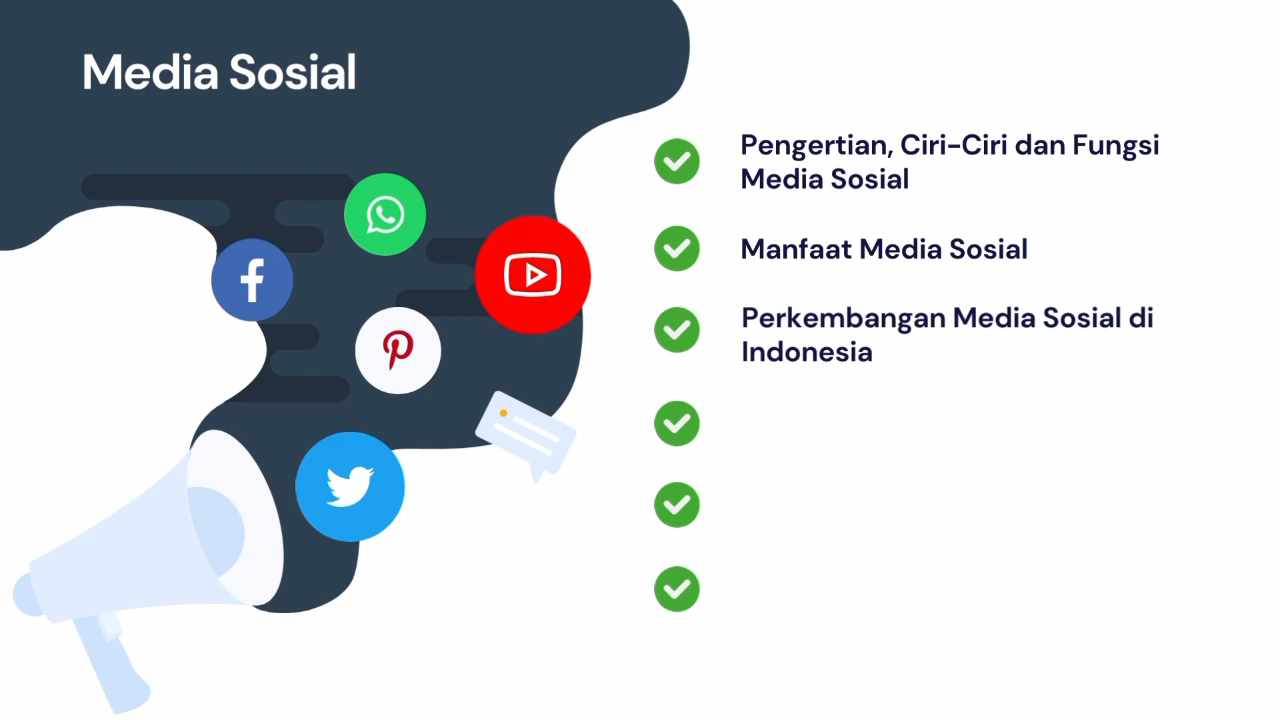 Media Sosial
Pengertian, Ciri-Ciri dan Fungsi
Media Sosial
Manfaat Media Sosial
Perkembangan Media Sosial di
Indonesia